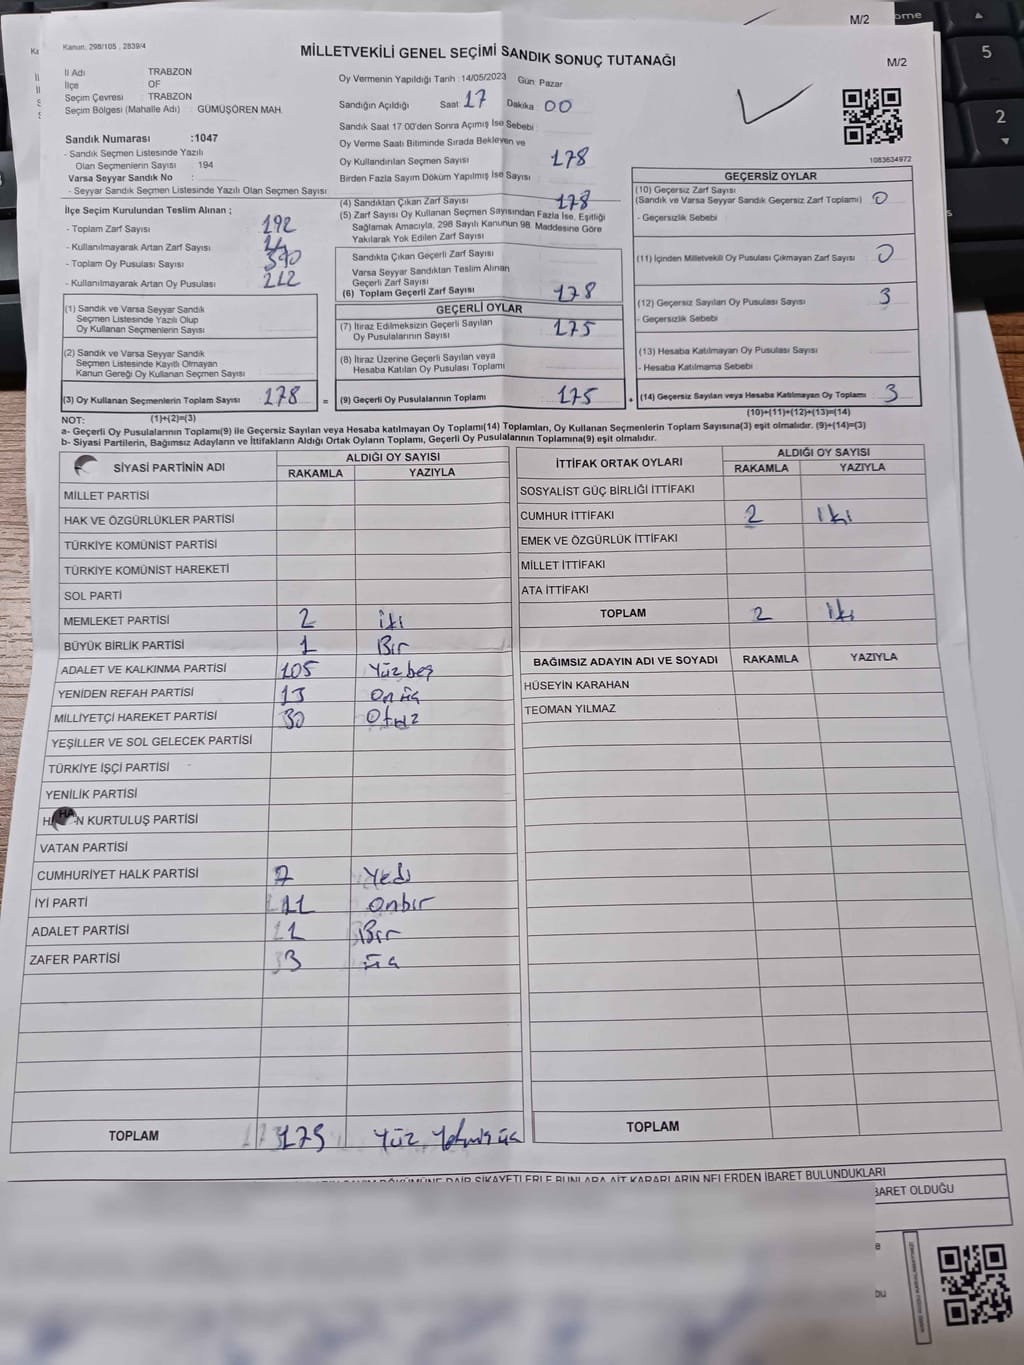 M/2
ome
5
2
Kanun. 298/105 , 2839/4
MİLLETVEKİLİ GENEL SEÇİMİ SANDIK SONUÇ TUTANAĞI
M/2
İl Adı TRABZON
İlçe OF
Seçim Çevresi : TRABZON
Seçim Bölgesi (Mahalle Adı) : GÜMÜŞÖREN MAH.
Sandık Numarası :1047
- Sandık Seçmen Listesinde Yazılı
Olan Seçmenlerin Sayısı : 194
Varsa Seyyar Sandık No :
- Seyyar Sandık Seçmen Listesinde Yazılı Olan Seçmen Sayısı
Oy Vermenin Yapıldığı Tarih : 14/05/2023 Gün: Pazar
Sandığın Açıldığı Saat: 17 Dakika 00
Sandık Saat 17:00'den Sonra Açımış İse Sebebi :
Oy Verme Saati Bitiminde Sırada Bekleyen ve
Oy Kullandırılan Seçmen Sayısı 178
Birden Fazla Sayım Döküm Yapılmış İse Sayısı
1083634972
İlçe Seçim Kurulundan Teslim Alınan ;
- Toplam Zarf Sayısı 192
- Kullanılmayarak Artan Zarf Sayısı 14
- Toplam Oy Pusulası Sayısı 390
- Kullanılmayarak Artan Oy Pusulası 212
(4) Sandıktan Çıkan Zarf Sayısı 178
(5) Zarf Sayısı Oy Kullanan Seçmen Sayısından Fazla İse, Eşitliği
Sağlamak Amacıyla, 298 Sayılı Kanunun 98. Maddesine Göre
Yakılarak Yok Edilen Zarf Sayısı
Sandıkta Çıkan Geçerli Zarf Sayısı
Varsa Seyyar Sandıktan Teslim Alınan
Geçerli Zarf Sayısı
(6) Toplam Geçerli Zarf Sayısı 178
GEÇERSİZ OYLAR
(10) Geçersiz Zarf Sayısı
(Sandık ve Varsa Seyyar Sandık Geçersiz Zarf Toplamı) 0
- Geçersizlik Sebebi :
(11) İçinden Milletvekili Oy Pusulası Çıkmayan Zarf Sayısı 0
(12) Geçersiz Sayılan Oy Pusulası Sayısı 3
- Geçersizlik Sebebi :
(13) Hesaba Katılmayan Oy Pusulası Sayısı
- Hesaba Katılmama Sebebi
(14) Geçersiz Sayılan veya Hesaba Katılmayan Oy Toplamı 3
(10)+(11)+(12)+(13)=(14)
(1) Sandık ve Varsa Seyyar Sandık
Seçmen Listesinde Yazılı Olup
Oy Kullanan Seçmenlerin Sayısı
(2) Sandık ve Varsa Seyyar Sandık
Seçmen Listesinde Kayıtlı Olmayan
Kanun Gereği Oy Kullanan Seçmen Sayısı
(3) Oy Kullanan Seçmenlerin Toplam Sayısı 178 =
GEÇERLİ OYLAR
(7) İtiraz Edilmeksizin Geçerli Sayılan
Oy Pusulalarının Sayısı 175
(8) İtiraz Üzerine Geçerli Sayılan veya
Hesaba Katılan Oy Pusulası Toplamı
(9) Geçerli Oy Pusulalarının Toplamı 175 +
NOT: (1)+(2)=(3)
a- Geçerli Oy Pusulalarının Toplamı(9) ile Geçersiz Sayılan veya Hesaba katılmayan Oy Toplamı(14) Toplamları, Oy Kullanan Seçmenlerin Toplam Sayısına(3) eşit olmalıdır. (9)+(14)=(3)
b- Siyasi Partilerin, Bağımsız Adayların ve İttifakların Aldığı Ortak Oyların Toplamı, Geçerli Oy Pusulalarının Toplamına(9) eşit olmalıdır.
SİYASİ PARTİNİN ADI ALDIĞI OY SAYISI
RAKAMLA YAZIYLA
MİLLET PARTİSİ
HAK VE ÖZGÜRLÜKLER PARTİSİ
TÜRKİYE KOMÜNİST PARTİSİ
TÜRKİYE KOMÜNİST HAREKETİ
SOL PARTİ
MEMLEKET PARTİSİ 2 iki
BÜYÜK BİRLİK PARTİSİ 1 Bir
ADALET VE KALKINMA PARTİSİ 105 Yüz beş
YENİDEN REFAH PARTİSİ 13 On üç
MİLLİYETÇİ HAREKET PARTİSİ 30 Otuz
YEŞİLLER VE SOL GELECEK PARTİSİ
TÜRKİYE İŞÇİ PARTİSİ
YENİLİK PARTİSİ
KURTULUŞ PARTİSİ
VATAN PARTİSİ
CUMHURİYET HALK PARTİSİ 7 Yedi
İYİ PARTİ 11 Onbir
ADALET PARTİSİ 1 Bir
ZAFER PARTİSİ 3 üç
TOPLAM 173 Yüz Yetmiş üç
İTTİFAK ORTAK OYLARI ALDIĞI OY SAYISI
RAKAMLA YAZIYLA
SOSYALİST GÜÇ BİRLİĞİ İTTİFAKI
CUMHUR İTTİFAKI 2 iki
EMEK VE ÖZGÜRLÜK İTTİFAKI
MİLLET İTTİFAKI
ATA İTTİFAKI
TOPLAM 2 iki
BAĞIMSIZ ADAYIN ADI VE SOYADI RAKAMLA YAZIYLA
HÜSEYİN KARAHAN
TEOMAN YILMAZ
TOPLAM
DÖKÜMÜNE DAİR ŞİKAYETLERLE BUNLARA AİT KARARLARIN NELERDEN İBARET BULUNDUKLARI
BARET OLDUĞU